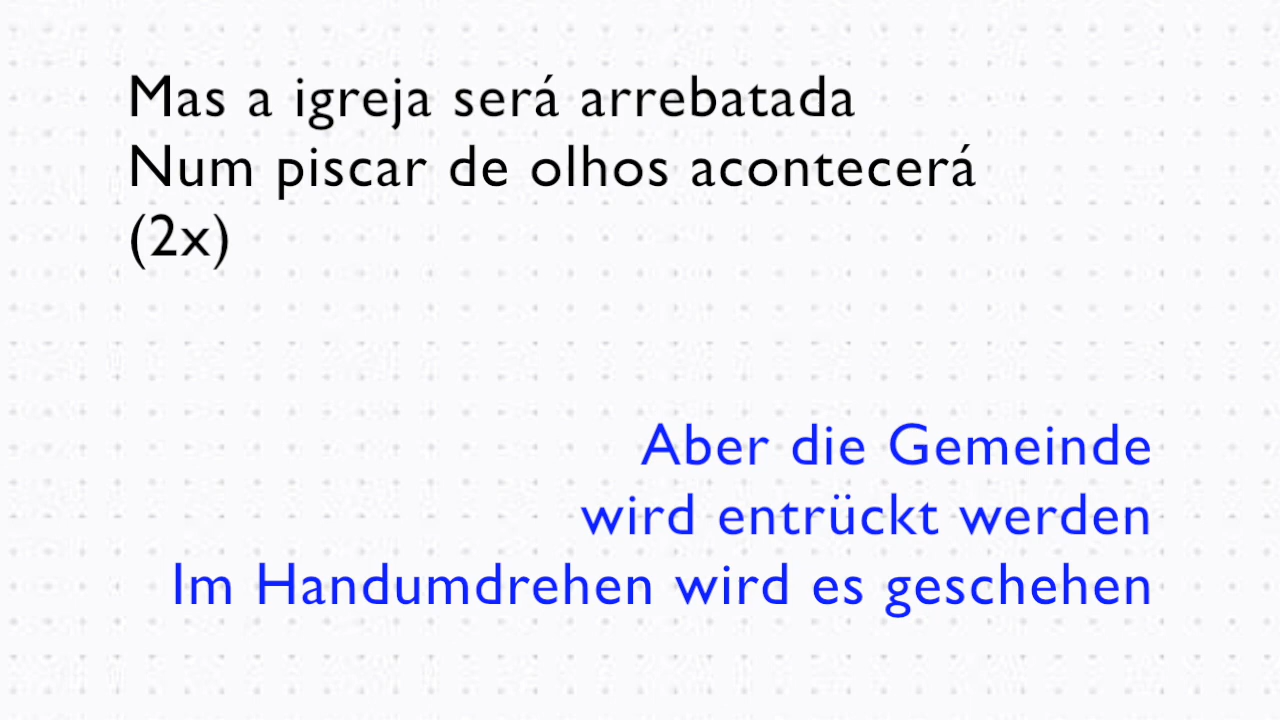 Mas a igreja será arrebatada
Num piscar de olhos acontecerá
(2x)
Aber die Gemeinde
wird entrückt werden
Im Handumdrehen wird es geschehen